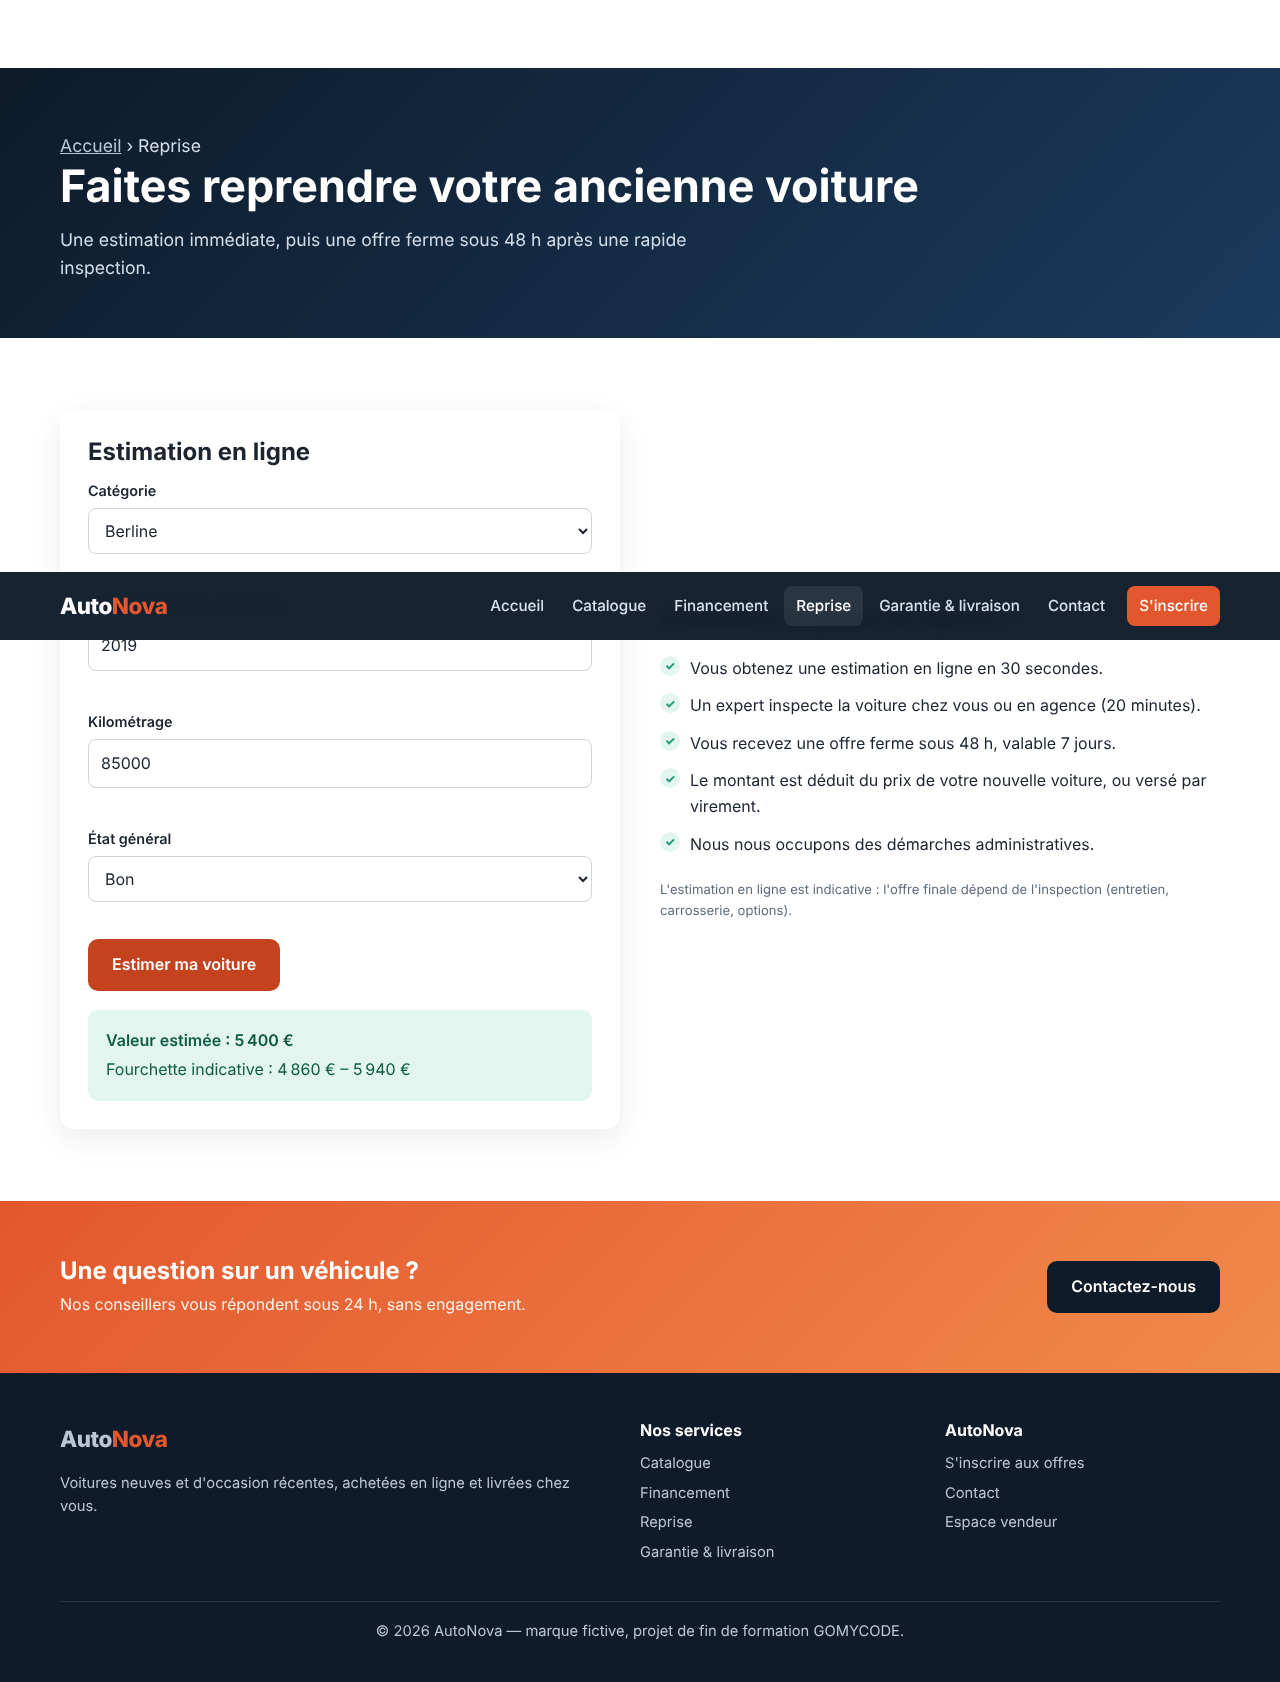 Accueil › Reprise
Faites reprendre votre ancienne voiture
Une estimation immédiate, puis une offre ferme sous 48 h après une rapide
inspection.
Estimation en ligne
Catégorie
Berline
AutoNova
Accueil
Catalogue
Financement
Reprise
Garantie & livraison
Contact
S'inscrire
2019
Kilométrage
85000
État général
Bon
Estimer ma voiture
Valeur estimée : 5 400 €
Fourchette indicative : 4 860 € – 5 940 €
Vous obtenez une estimation en ligne en 30 secondes.
Un expert inspecte la voiture chez vous ou en agence (20 minutes).
Vous recevez une offre ferme sous 48 h, valable 7 jours.
Le montant est déduit du prix de votre nouvelle voiture, ou versé par
virement.
Nous nous occupons des démarches administratives.
L'estimation en ligne est indicative : l'offre finale dépend de l'inspection (entretien,
carrosserie, options).
Une question sur un véhicule ?
Nos conseillers vous répondent sous 24 h, sans engagement.
Contactez-nous
AutoNova
Voitures neuves et d'occasion récentes, achetées en ligne et livrées chez
vous.
Nos services
Catalogue
Financement
Reprise
Garantie & livraison
AutoNova
S'inscrire aux offres
Contact
Espace vendeur
© 2026 AutoNova — marque fictive, projet de fin de formation GOMYCODE.